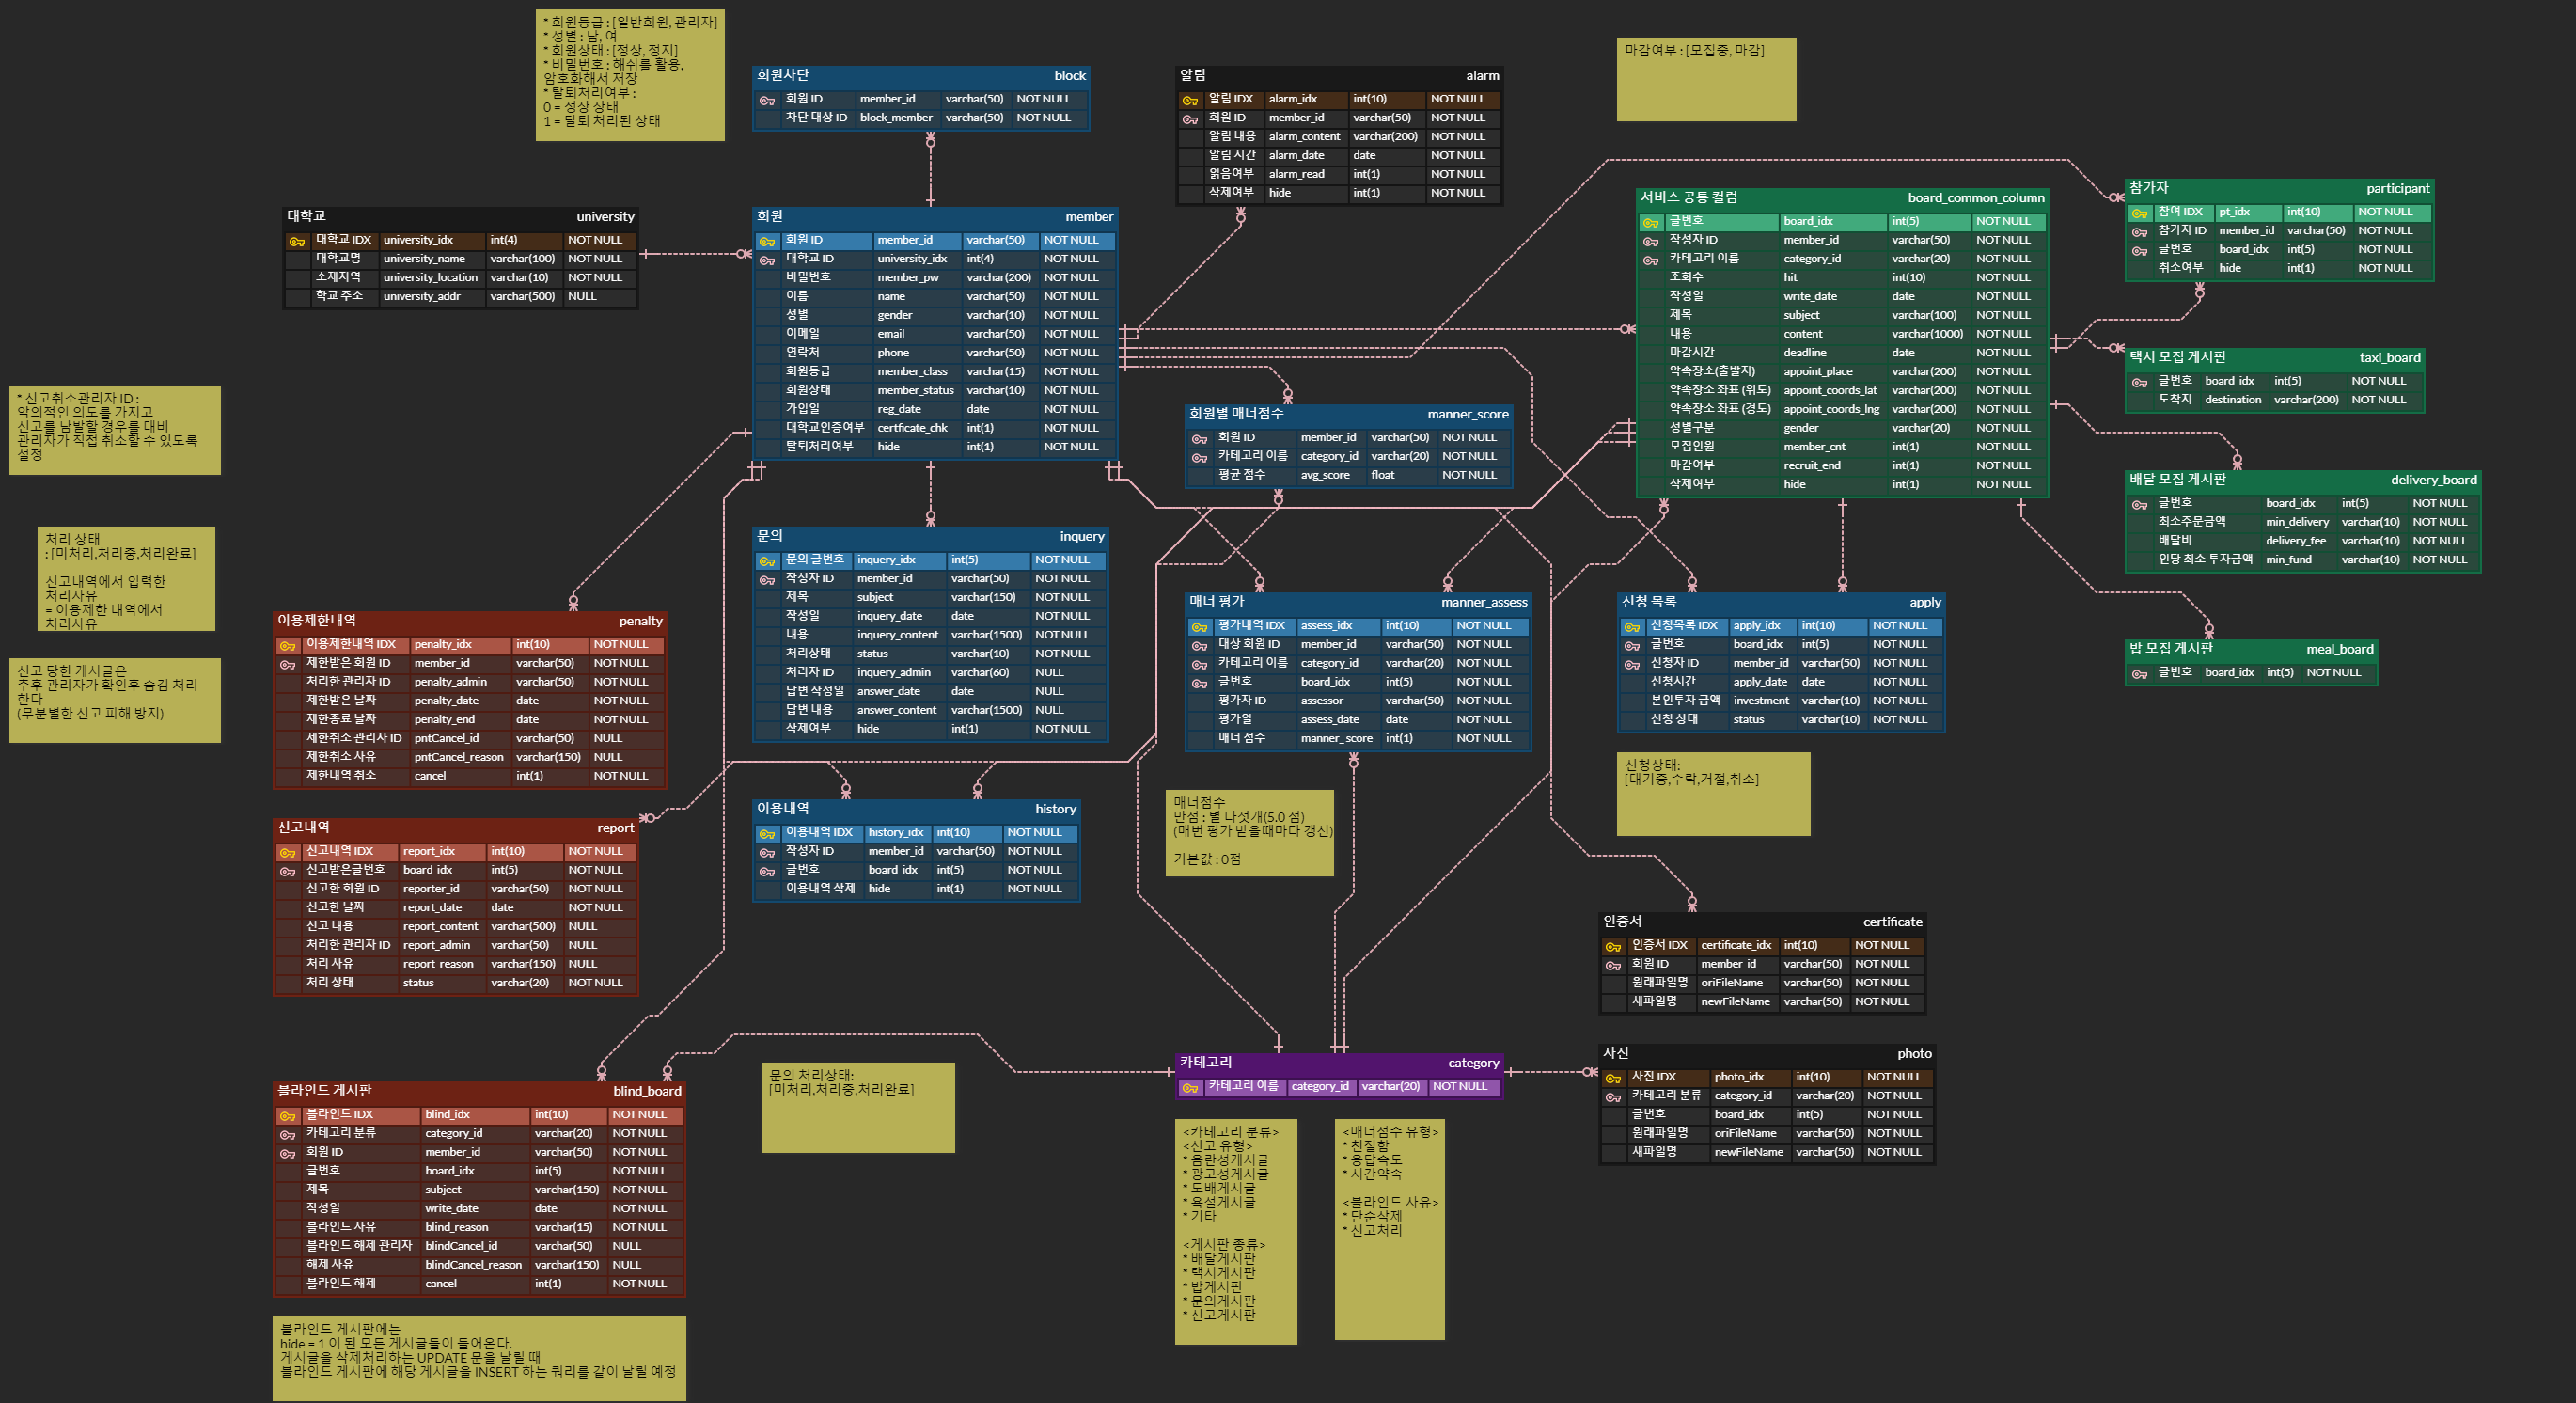 * 회원등급 : [일반회원, 관리자]
* 성별 : 남, 여
* 회원상태 : [정상, 정지]
* 비밀번호 : 해쉬를 활용,
암호화해서 저장
* 탈퇴처리여부 :
0 = 정상 상태
1 = 탈퇴 처리된 상태
마감여부 : [모집중, 마감]
회원차단 block
회원 ID member_id varchar(50) NOT NULL
차단 대상 ID block_member varchar(50) NOT NULL
알림 alarm
알림 IDX alarm_idx int(10) NOT NULL
회원 ID member_id varchar(50) NOT NULL
알림 내용 alarm_content varchar(200) NOT NULL
알림 시간 alarm_date date NOT NULL
읽음여부 alarm_read int(1) NOT NULL
삭제여부 hide int(1) NOT NULL
대학교 university
대학교 IDX university_idx int(4) NOT NULL
대학교명 university_name varchar(100) NOT NULL
소재지역 university_location varchar(10) NOT NULL
학교 주소 university_addr varchar(500) NULL
회원 member
회원 ID member_id varchar(50) NOT NULL
대학교 ID university_idx int(4) NOT NULL
비밀번호 member_pw varchar(200) NOT NULL
이름 name varchar(50) NOT NULL
성별 gender varchar(10) NOT NULL
이메일 email varchar(50) NOT NULL
연락처 phone varchar(50) NOT NULL
회원등급 member_class varchar(15) NOT NULL
회원상태 member_status varchar(10) NOT NULL
가입일 reg_date date NOT NULL
대학교인증여부 certficate_chk int(1) NOT NULL
탈퇴처리여부 hide int(1) NOT NULL
서비스 공통 컬럼 board_common_column
글번호 board_idx int(5) NOT NULL
작성자 ID member_id varchar(50) NOT NULL
카테고리 이름 category_id varchar(20) NOT NULL
조회수 hit int(10) NOT NULL
작성일 write_date date NOT NULL
제목 subject varchar(100) NOT NULL
내용 content varchar(1000) NOT NULL
마감시간 deadline date NOT NULL
약속장소(출발지) appoint_place varchar(200) NOT NULL
약속장소 좌표 (위도) appoint_coords_lat varchar(200) NOT NULL
약속장소 좌표 (경도) appoint_coords_lng varchar(200) NOT NULL
성별구분 gender varchar(20) NOT NULL
모집인원 member_cnt int(1) NOT NULL
마감여부 recruit_end int(1) NOT NULL
삭제여부 hide int(1) NOT NULL
참가자 participant
참여 IDX pt_idx int(10) NOT NULL
참가자 ID member_id varchar(50) NOT NULL
글번호 board_idx int(5) NOT NULL
취소여부 hide int(1) NOT NULL
택시 모집 게시판 taxi_board
글번호 board_idx int(5) NOT NULL
도착지 destination varchar(200) NOT NULL
배달 모집 게시판 delivery_board
글번호 board_idx int(5) NOT NULL
최소주문금액 min_delivery varchar(10) NOT NULL
배달비 delivery_fee varchar(10) NOT NULL
인당 최소 투자금액 min_fund varchar(10) NOT NULL
밥 모집 게시판 meal_board
글번호 board_idx int(5) NOT NULL
* 신고취소관리자 ID :
악의적인 의도를 가지고
신고를 남발할 경우를 대비
관리자가 직접 취소할 수 있도록
설정
회원별 매너점수 manner_score
회원 ID member_id varchar(50) NOT NULL
카테고리 이름 category_id varchar(20) NOT NULL
평균 점수 avg_score float NOT NULL
처리 상태
: [미처리,처리중,처리완료]
신고내역에서 입력한
처리사유
= 이용제한 내역에서
처리사유
신고 당한 게시글은
추후 관리자가 확인후 숨김 처리
한다
(무분별한 신고 피해 방지)
문의 inquery
문의 글번호 inquery_idx int(5) NOT NULL
작성자 ID member_id varchar(50) NOT NULL
제목 subject varchar(150) NOT NULL
작성일 inquery_date date NOT NULL
내용 inquery_content varchar(1500) NOT NULL
처리상태 status varchar(10) NOT NULL
처리자 ID inquery_admin varchar(60) NULL
답변 작성일 answer_date date NULL
답변 내용 answer_content varchar(1500) NULL
삭제여부 hide int(1) NOT NULL
매너 평가 manner_assess
평가내역 IDX assess_idx int(10) NOT NULL
대상 회원 ID member_id varchar(50) NOT NULL
카테고리 이름 category_id varchar(20) NOT NULL
글번호 board_idx int(5) NOT NULL
평가자 ID assessor varchar(50) NOT NULL
평가일 assess_date date NOT NULL
매너 점수 manner_score int(1) NOT NULL
신청 목록 apply
신청목록 IDX apply_idx int(10) NOT NULL
글번호 board_idx int(5) NOT NULL
신청자 ID member_id varchar(50) NOT NULL
신청시간 apply_date date NOT NULL
본인투자 금액 investment varchar(10) NOT NULL
신청 상태 status varchar(10) NOT NULL
이용제한내역 penalty
이용제한내역 IDX penalty_idx int(10) NOT NULL
제한받은 회원 ID member_id varchar(50) NOT NULL
처리한 관리자 ID penalty_admin varchar(50) NOT NULL
제한받은 날짜 penalty_date date NOT NULL
제한종료 날짜 penalty_end date NOT NULL
제한취소 관리자 ID pntCancel_id varchar(50) NULL
제한취소 사유 pntCancel_reason varchar(150) NULL
제한내역 취소 cancel int(1) NOT NULL
신청상태:
[대기중,수락,거절,취소]
매너점수
만점 : 별 다섯개(5.0 점)
(매번 평가 받을때마다 갱신)
기본값 : 0점
이용내역 history
이용내역 IDX history_idx int(10) NOT NULL
작성자 ID member_id varchar(50) NOT NULL
글번호 board_idx int(5) NOT NULL
이용내역 삭제 hide int(1) NOT NULL
신고내역 report
신고내역 IDX report_idx int(10) NOT NULL
신고받은글번호 board_idx int(5) NOT NULL
신고한 회원 ID reporter_id varchar(50) NOT NULL
신고한 날짜 report_date date NOT NULL
신고 내용 report_content varchar(500) NULL
처리한 관리자 ID report_admin varchar(50) NULL
처리 사유 report_reason varchar(150) NULL
처리 상태 status varchar(20) NOT NULL
인증서 certificate
인증서 IDX certificate_idx int(10) NOT NULL
회원 ID member_id varchar(50) NOT NULL
원래파일명 oriFileName varchar(50) NOT NULL
새파일명 newFileName varchar(50) NOT NULL
카테고리 category
카테고리 이름 category_id varchar(20) NOT NULL
사진 photo
사진 IDX photo_idx int(10) NOT NULL
카테고리 분류 category_id varchar(20) NOT NULL
글번호 board_idx int(5) NOT NULL
원래파일명 oriFileName varchar(50) NOT NULL
새파일명 newFileName varchar(50) NOT NULL
문의 처리상태:
[미처리,처리중,처리완료]
블라인드 게시판 blind_board
블라인드 IDX blind_idx int(10) NOT NULL
카테고리 분류 category_id varchar(20) NOT NULL
회원 ID member_id varchar(50) NOT NULL
글번호 board_idx int(5) NOT NULL
제목 subject varchar(150) NOT NULL
작성일 write_date date NOT NULL
블라인드 사유 blind_reason varchar(15) NOT NULL
블라인드 해제 관리자 blindCancel_id varchar(50) NULL
해제 사유 blindCancel_reason varchar(150) NULL
블라인드 해제 cancel int(1) NOT NULL
<카테고리 분류>
<신고 유형>
* 음란성게시글
* 광고성게시글
* 도배게시글
* 욕설게시글
* 기타
<게시판 종류>
* 배달게시판
* 택시게시판
* 밥게시판
* 문의게시판
* 신고게시판
<매너점수 유형>
* 친절함
* 응답속도
* 시간약속
<블라인드 사유>
* 단순삭제
* 신고처리
블라인드 게시판에는
hide = 1 이 된 모든 게시글들이 들어온다.
게시글을 삭제처리하는 UPDATE 문을 날릴 때
블라인드 게시판에 해당 게시글을 INSERT 하는 쿼리를 같이 날릴 예정